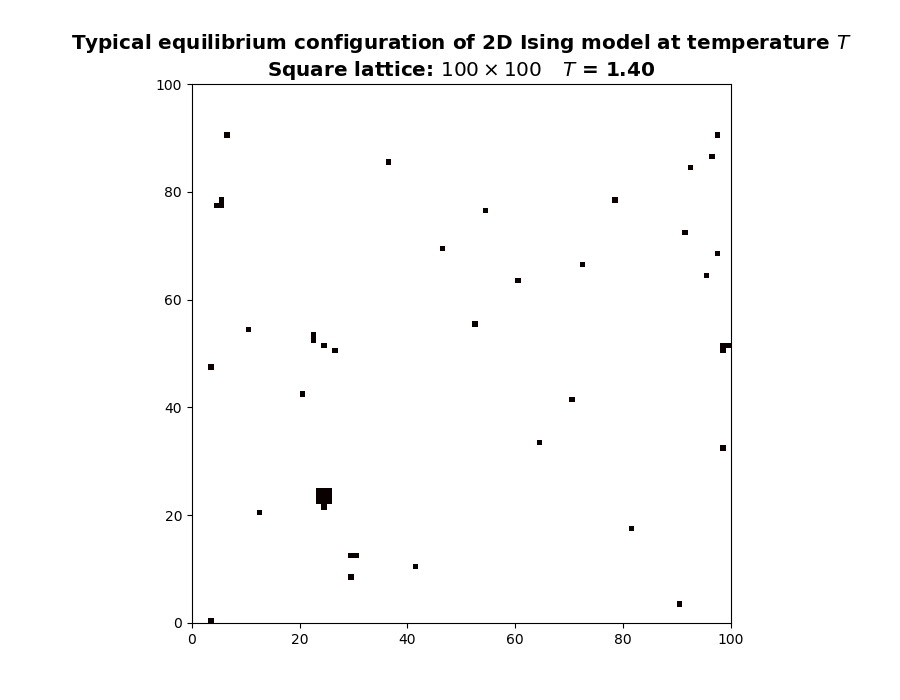 Typical equilibrium configuration of 2D Ising model at temperature T
Square lattice: 100 × 100 T = 1.40
100
80
60
40
20
0
0 20 40 60 80 100